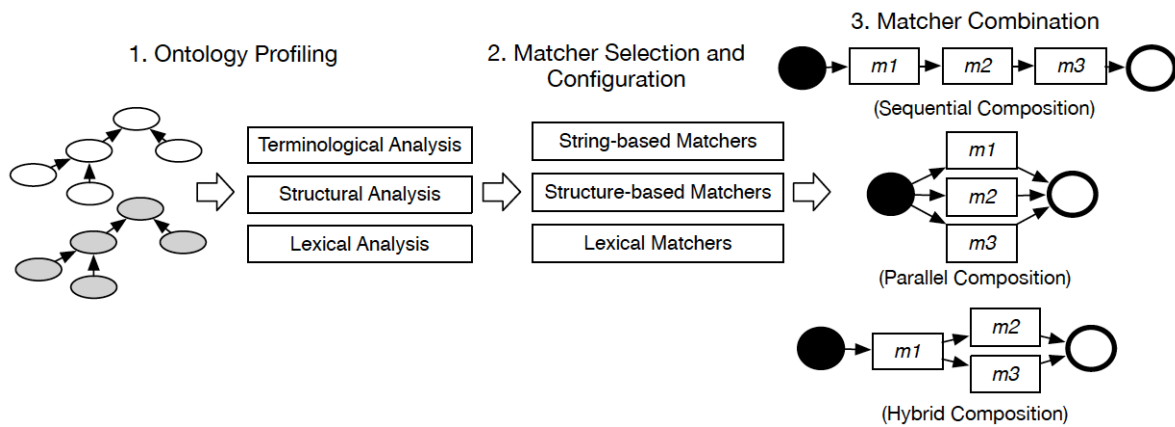 1. Ontology Profiling
Terminological Analysis
Structural Analysis
Lexical Analysis
2. Matcher Selection and
Configuration
String-based Matchers
Structure-based Matchers
Lexical Matchers
3. Matcher Combination
m1
m2
m3
(Sequential Composition)
m1
m2
m3
(Parallel Composition)
m1
m2
m3
(Hybrid Composition)